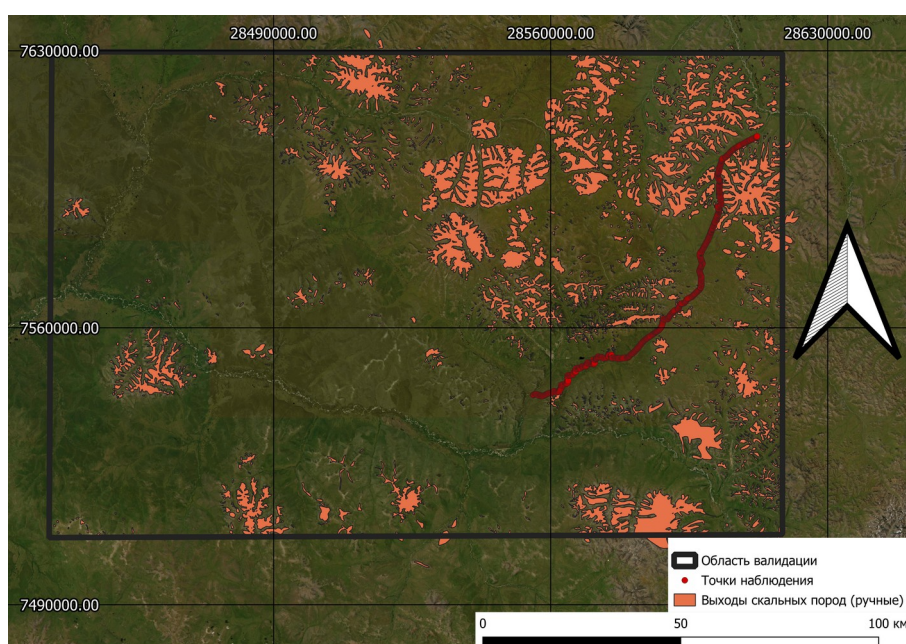 28490000.00 28560000.00 28630000.00
7630000.00
7560000.00
7490000.00
Область валидации
Точки наблюдения
Выходы скальных пород (ручные)
0 50 100 км